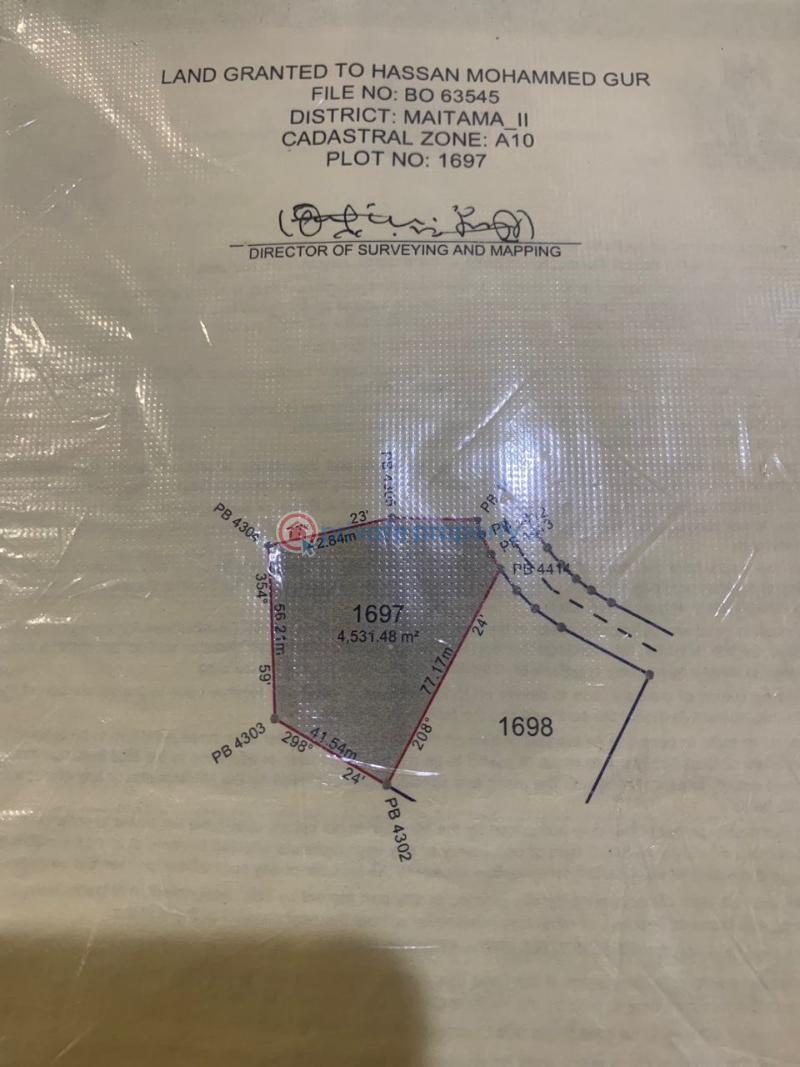 LAND GRANTED TO HASSAN MOHAMMED GUR
FILE NO: BO 63545
DISTRICT: MAITAMA_II
CADASTRAL ZONE: A10
PLOT NO: 1697
DIRECTOR OF SURVEYING AND MAPPING
23'
2.84m
PB
PB 4414
354°
56.21m
59'
1697
4,531.48 m²
24'
77.17m
208°
PB 4303
298°
41.54m
24'
PB 4302
1698